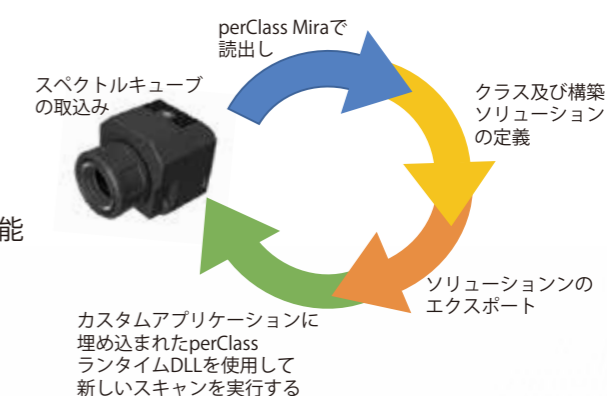 perClass Miraで
読出し
スペクトルキューブ
の取込み
クラス及び構築
ソリューション
の定義
能
ソリューションンの
エクスポート
カスタムアプリケーションに
埋め込まれたperClass
ランタイムDLLを使用して
新しいスキャンを実行する